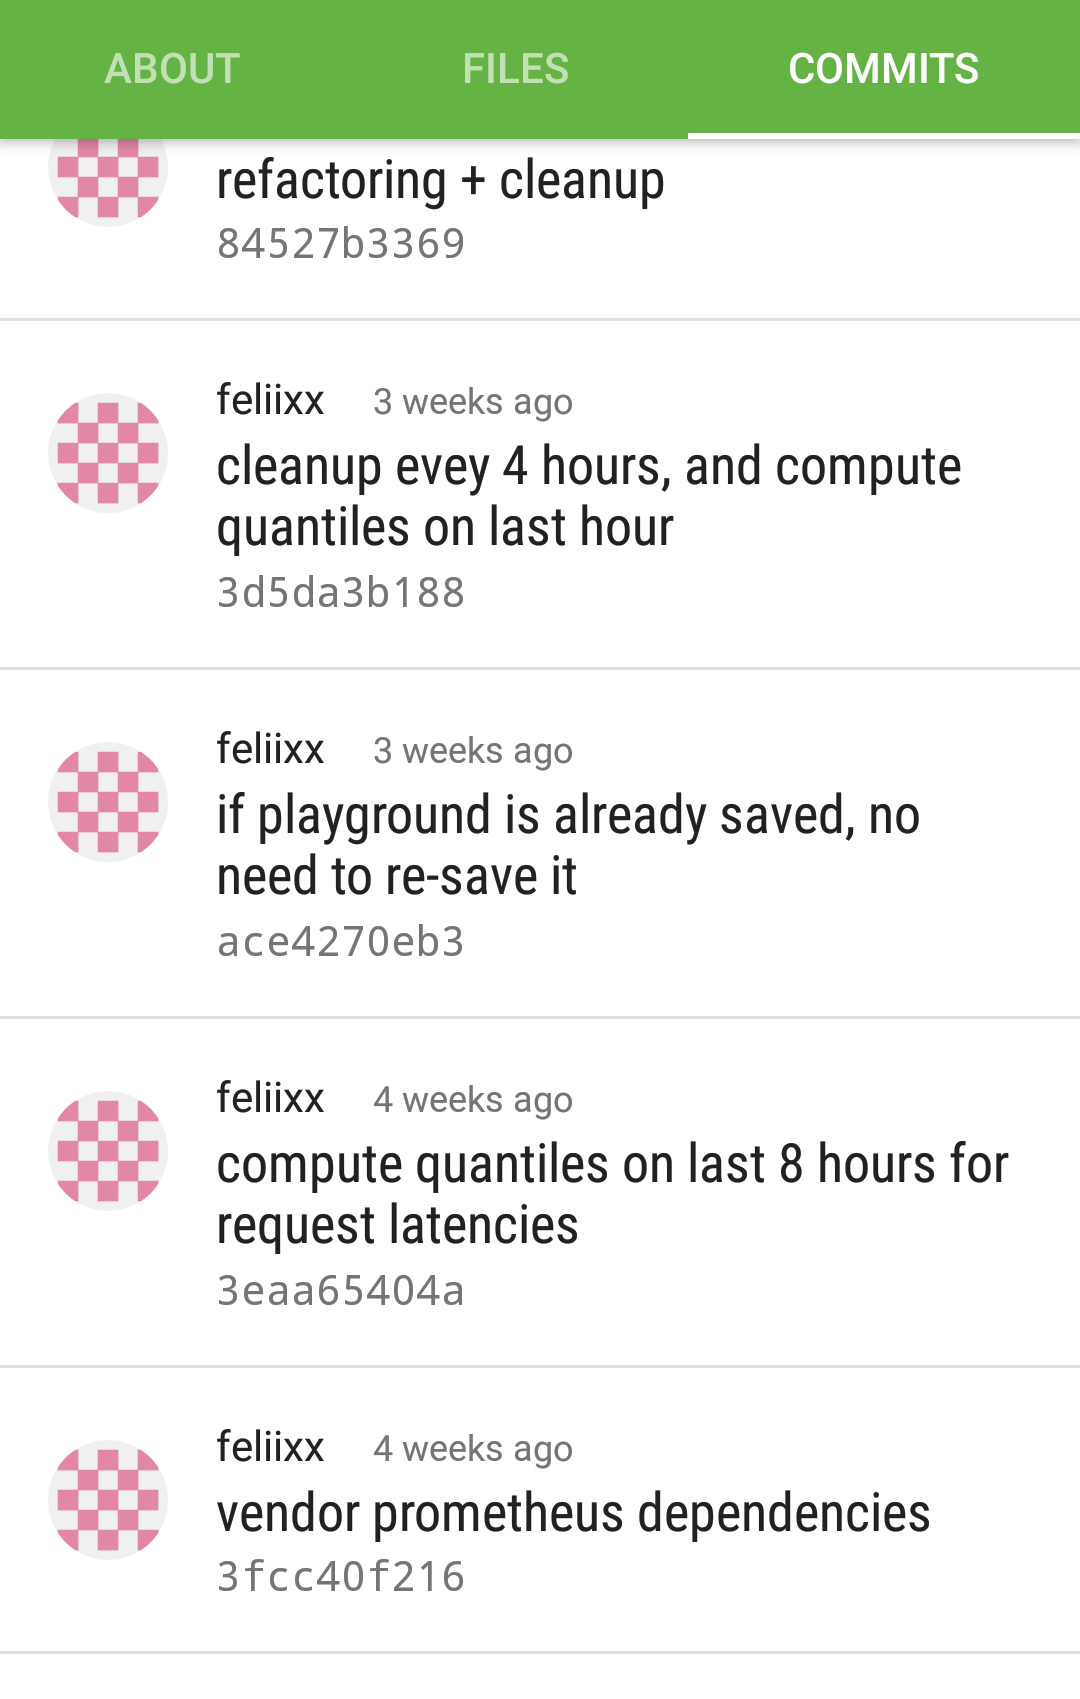 ABOUT FILES COMMITS
refactoring + cleanup
84527b3369
feliixx 3 weeks ago
cleanup evey 4 hours, and compute
quantiles on last hour
3d5da3b188
feliixx 3 weeks ago
if playground is already saved, no
need to re-save it
ace4270eb3
feliixx 4 weeks ago
compute quantiles on last 8 hours for
request latencies
3eaa65404a
feliixx 4 weeks ago
vendor prometheus dependencies
3fcc40f216